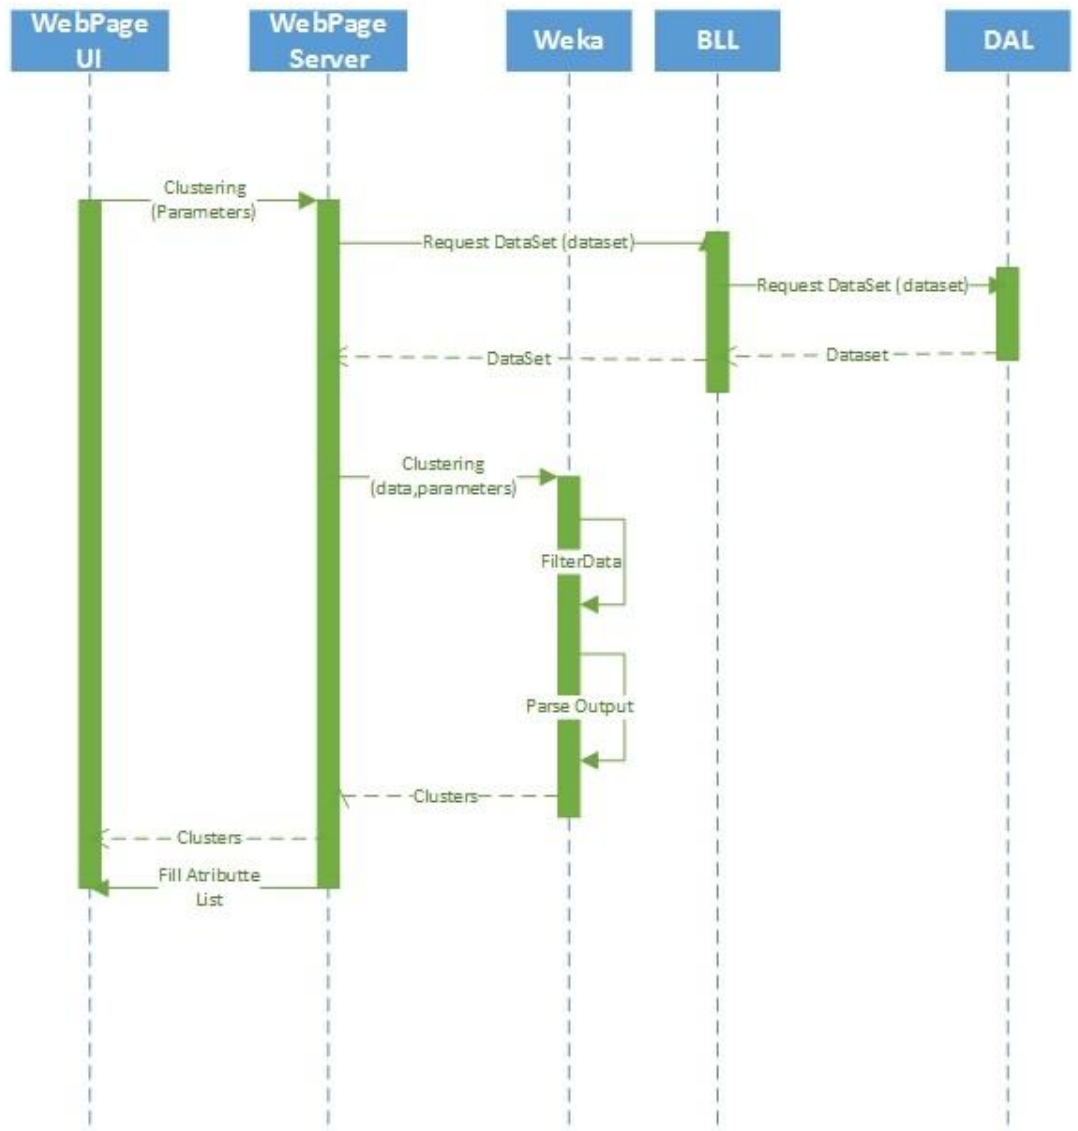 WebPage
UI
WebPage
Server
Weka
BLL
DAL
Clustering
(Parameters)
Request DataSet (dataset)
Request DataSet ( dataset)
DataSet
Dataset
Clustering
(data,parameters)
FilterData
Parse Output
Clusters
Clusters
Fill Atributte
List